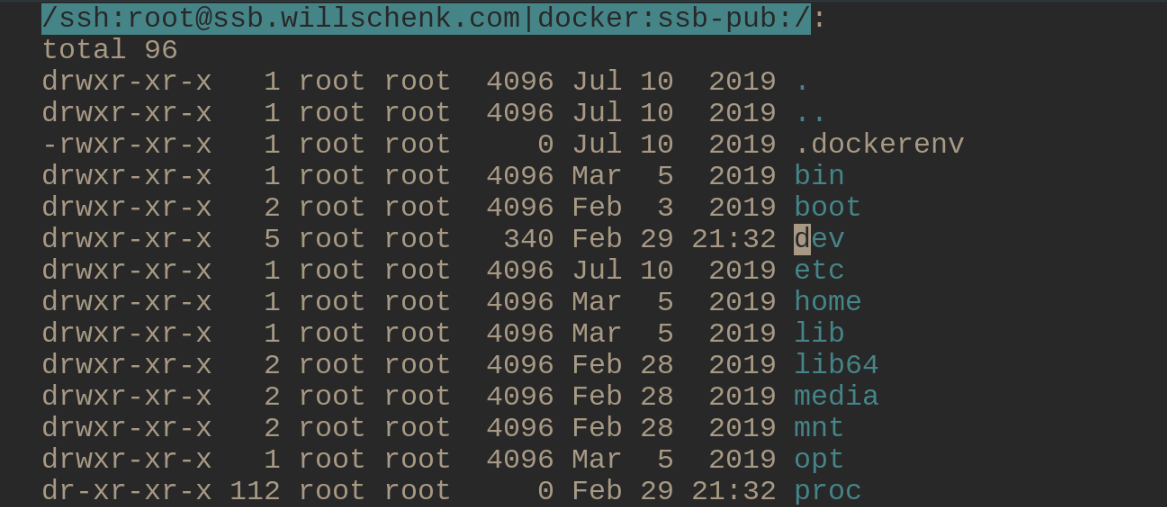 /ssh:root@ssb.willschenk.com|docker:ssb-pub:/:
total 96
drwxr-xr-x   1 root root  4096 Jul 10  2019 .
drwxr-xr-x   1 root root  4096 Jul 10  2019 ..
-rwxr-xr-x   1 root root     0 Jul 10  2019 .dockerenv
drwxr-xr-x   1 root root  4096 Mar  5  2019 bin
drwxr-xr-x   2 root root  4096 Feb  3  2019 boot
drwxr-xr-x   5 root root   340 Feb 29 21:32 dev
drwxr-xr-x   1 root root  4096 Jul 10  2019 etc
drwxr-xr-x   1 root root  4096 Mar  5  2019 home
drwxr-xr-x   1 root root  4096 Mar  5  2019 lib
drwxr-xr-x   2 root root  4096 Feb 28  2019 lib64
drwxr-xr-x   2 root root  4096 Feb 28  2019 media
drwxr-xr-x   2 root root  4096 Feb 28  2019 mnt
drwxr-xr-x   1 root root  4096 Mar  5  2019 opt
dr-xr-xr-x 112 root root     0 Feb 29 21:32 proc